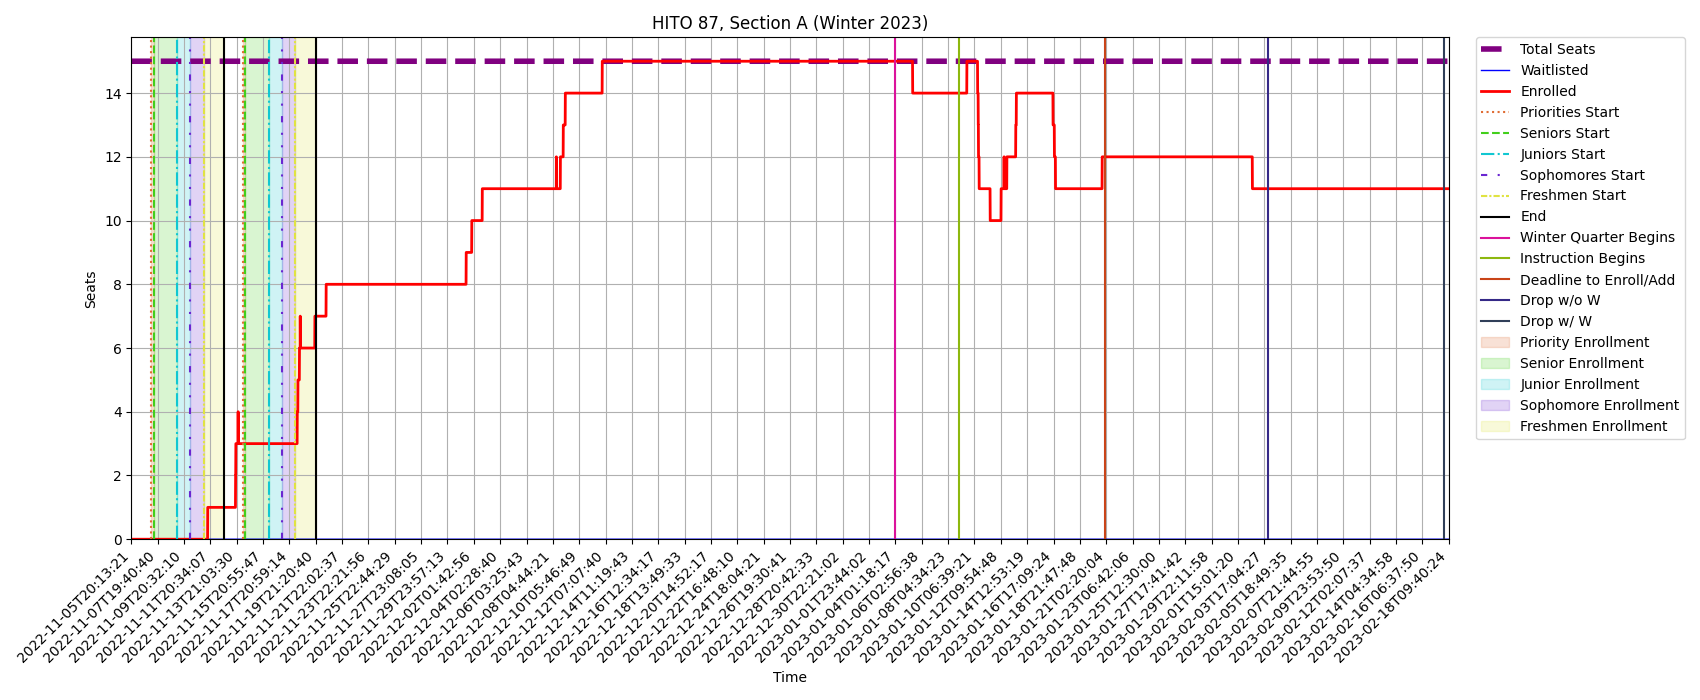 HITO 87, Section A (Winter 2023)
Seats
14
12
10
8
6
4
2
0
2022-11-05T20:13:21
2022-11-07T19:40:40
2022-11-09T20:32:10
2022-11-11T20:34:07
2022-11-13T21:03:30
2022-11-15T20:55:47
2022-11-17T20:59:14
2022-11-19T21:20:40
2022-11-21T22:02:37
2022-11-23T22:21:56
2022-11-25T22:44:29
2022-11-27T23:08:05
2022-11-29T23:57:13
2022-12-02T01:42:56
2022-12-04T02:28:40
2022-12-06T03:25:43
2022-12-08T04:44:21
2022-12-10T05:46:49
2022-12-12T07:07:40
2022-12-14T11:19:43
2022-12-16T12:34:17
2022-12-18T13:49:33
2022-12-20T14:52:17
2022-12-22T16:48:10
2022-12-24T18:04:21
2022-12-26T19:30:41
2022-12-28T20:42:33
2022-12-30T22:21:02
2023-01-01T23:44:02
2023-01-04T01:18:17
2023-01-06T02:56:38
2023-01-08T04:34:23
2023-01-10T06:39:21
2023-01-12T09:54:48
2023-01-14T12:53:19
2023-01-16T17:09:24
2023-01-18T21:47:48
2023-01-21T02:20:04
2023-01-23T06:42:06
2023-01-25T12:30:00
2023-01-27T17:41:42
2023-01-29T22:11:58
2023-02-01T15:01:20
2023-02-03T17:04:27
2023-02-05T18:49:35
2023-02-07T21:44:55
2023-02-09T23:53:50
2023-02-12T02:07:37
2023-02-14T04:34:58
2023-02-16T06:37:50
2023-02-18T09:40:24
Time
Total Seats
Waitlisted
Enrolled
Priorities Start
Seniors Start
Juniors Start
Sophomores Start
Freshmen Start
End
Winter Quarter Begins
Instruction Begins
Deadline to Enroll/Add
Drop w/o W
Drop w/ W
Priority Enrollment
Senior Enrollment
Junior Enrollment
Sophomore Enrollment
Freshmen Enrollment